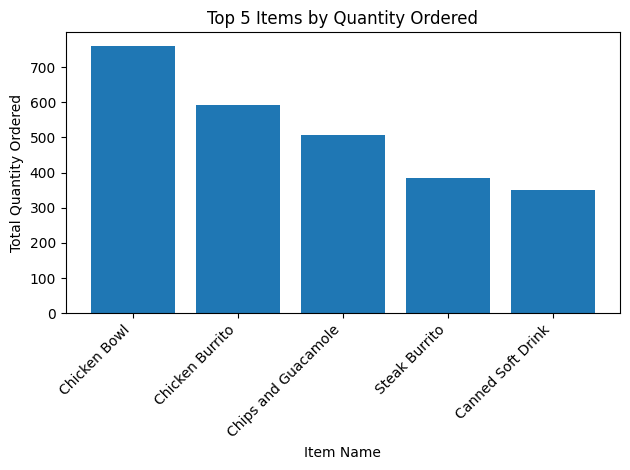 Top 5 Items by Quantity Ordered
Total Quantity Ordered
700
600
500
400
300
200
100
0
Chicken Bowl
Chicken Burrito
Chips and Guacamole
Steak Burrito
Canned Soft Drink
Item Name